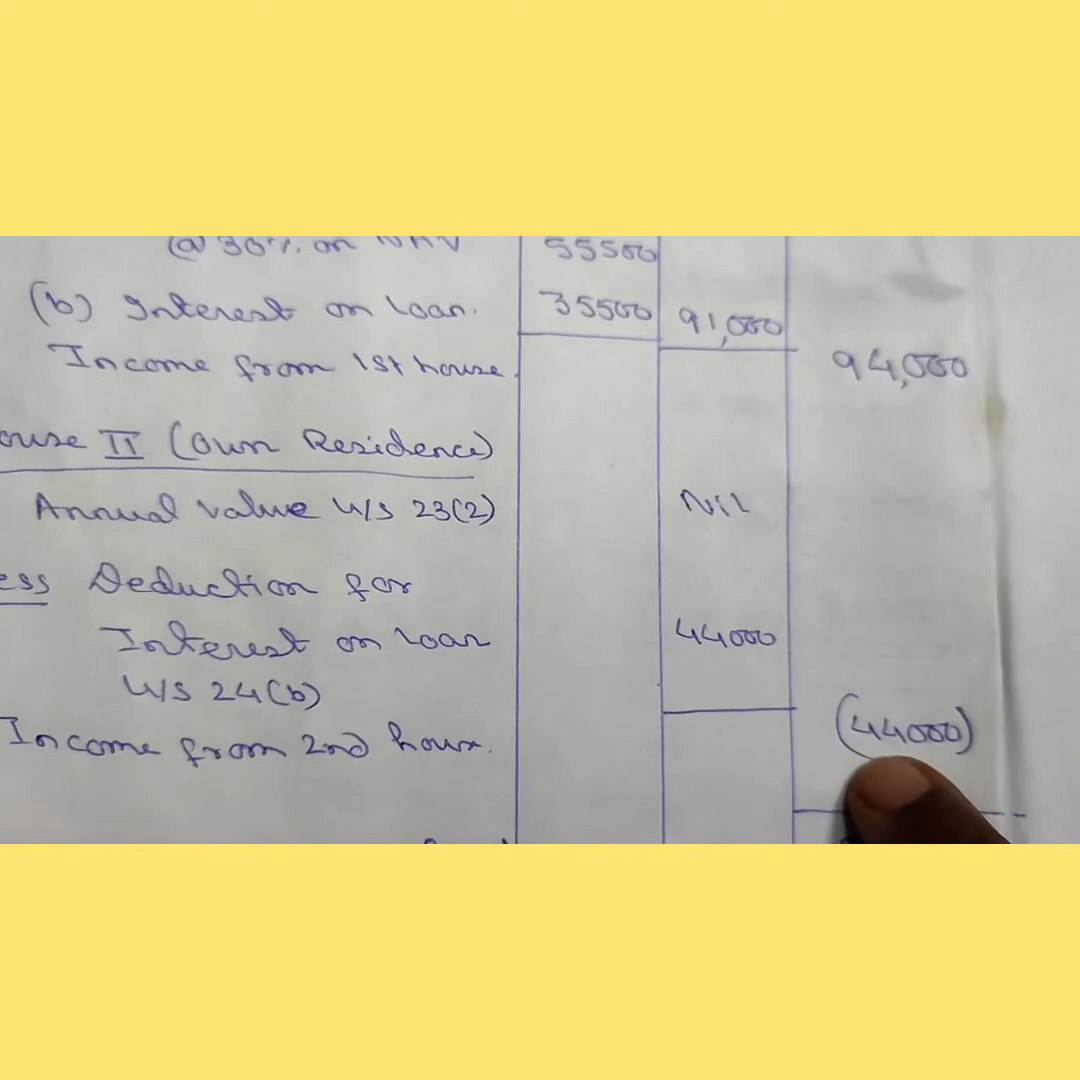 @ 30%. on NAV 55500
(b) Interest on loan. 35500 91,000
Income from 1st house. 94,000
ouse II (Own Residence)
Annual value u/s 23(2) Nil
ess Deduction for
Interest on loan 44000
u/s 24(b)
Income from 2nd house. (44000)